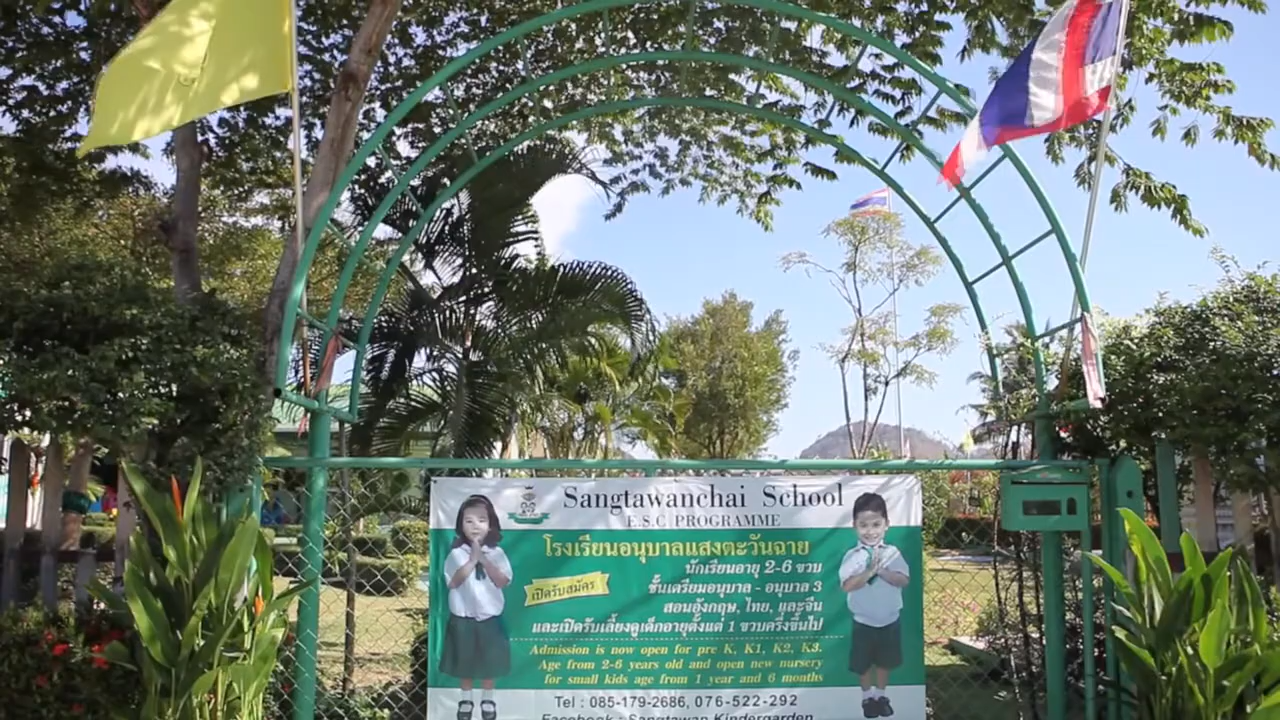 Sangtawanchai School
E.S.C PROGRAMME
โรงเรียนอนุบาลแสงตะวันฉาย
นักเรียนอายุ 2-6 ขวบ
เปิดรับสมัคร
ชั้นเตรียมอนุบาล - อนุบาล 3
สอนอังกฤษ, ไทย, และจีน
และเปิดรับเลี้ยงดูเด็กอายุตั้งแต่ 1 ขวบครึ่งขึ้นไป
Admission is now open for pre K, K1, K2, K3.
Age from 2-6 years old and open new nursery
for small kids age from 1 year and 6 months
Tel : 085-179-2686, 076-522-292
Facebook : Sangtawan Kindergarden